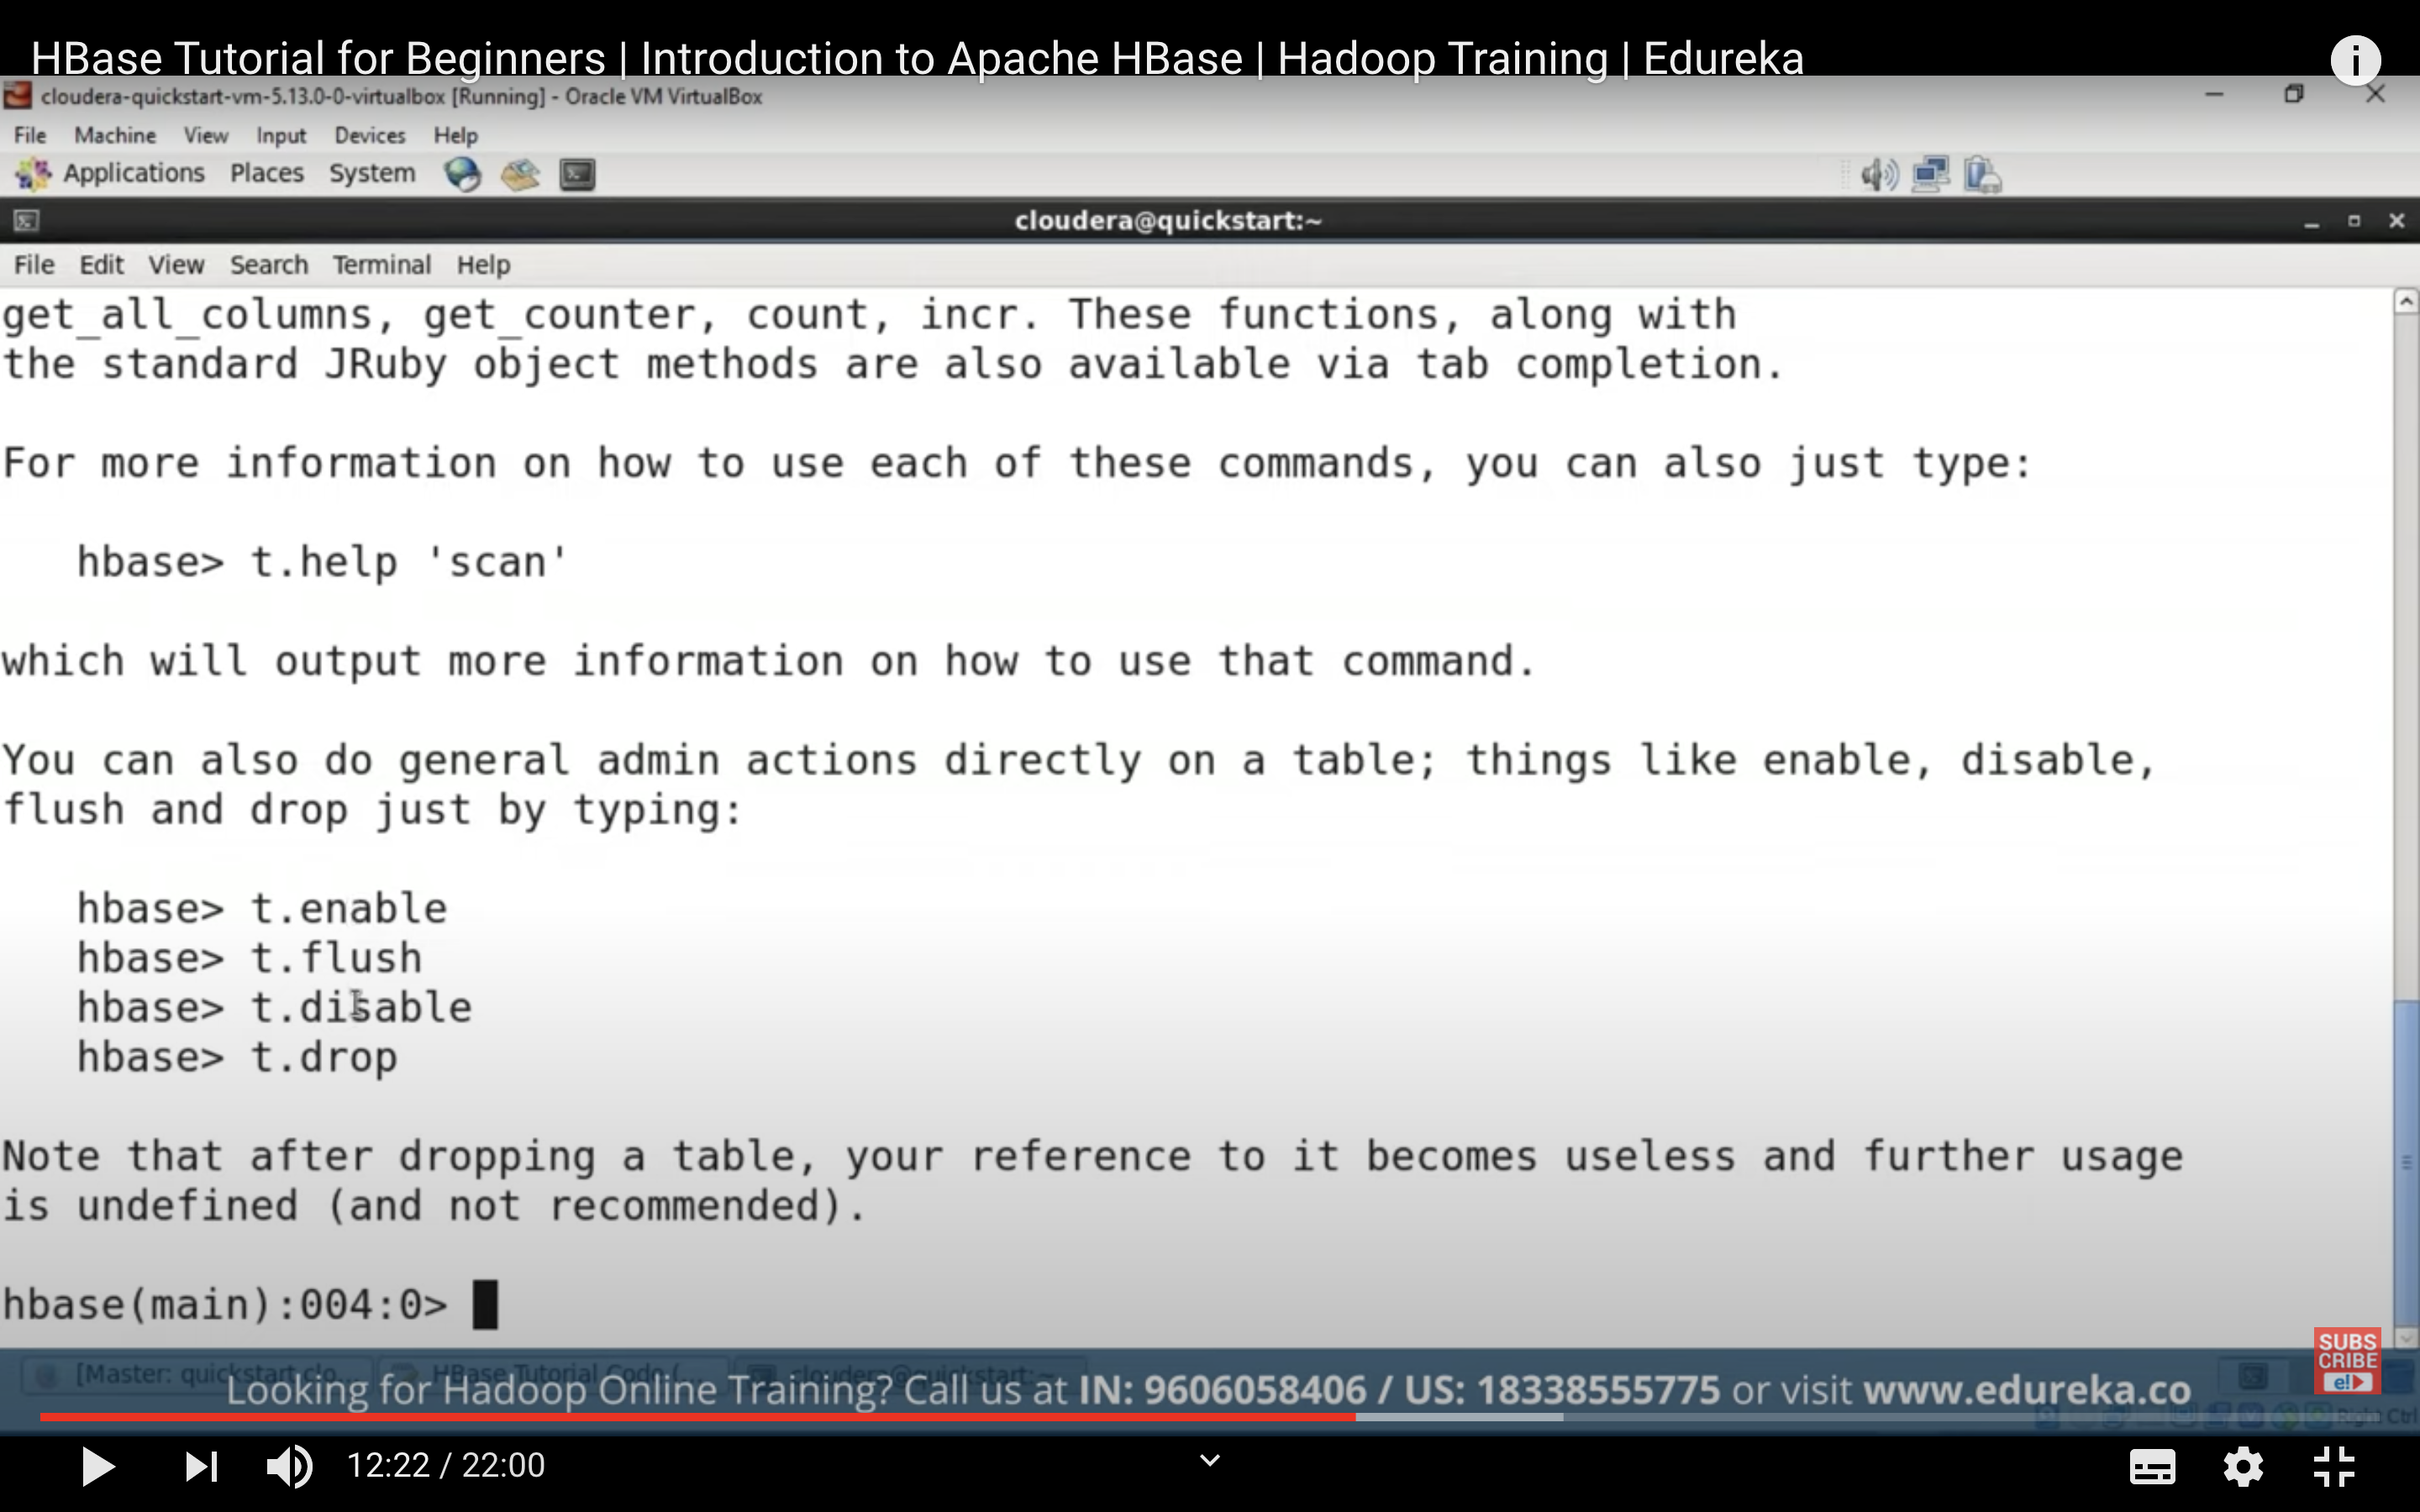 HBase Tutorial for Beginners | Introduction to Apache HBase | Hadoop Training | Edureka
cloudera-quickstart-vm-5.13.0-0-virtualbox [Running] - Oracle VM VirtualBox
File Machine View Input Devices Help
Applications Places System
cloudera@quickstart:~
File Edit View Search Terminal Help
get_all_columns, get_counter, count, incr. These functions, along with
the standard JRuby object methods are also available via tab completion.
For more information on how to use each of these commands, you can also just type:
hbase> t.help 'scan'
which will output more information on how to use that command.
You can also do general admin actions directly on a table; things like enable, disable,
flush and drop just by typing:
hbase> t.enable
hbase> t.flush
hbase> t.disable
hbase> t.drop
Note that after dropping a table, your reference to it becomes useless and further usage
is undefined (and not recommended).
hbase(main):004:0>
SUBS
CRIBE
e!
[Master: quickstart.clo... HBase Tutorial Code (... cloudera@quickstart:~
Looking for Hadoop Online Training? Call us at IN: 9606058406 / US: 18338555775 or visit www.edureka.co
Right Ctrl
12:22 / 22:00